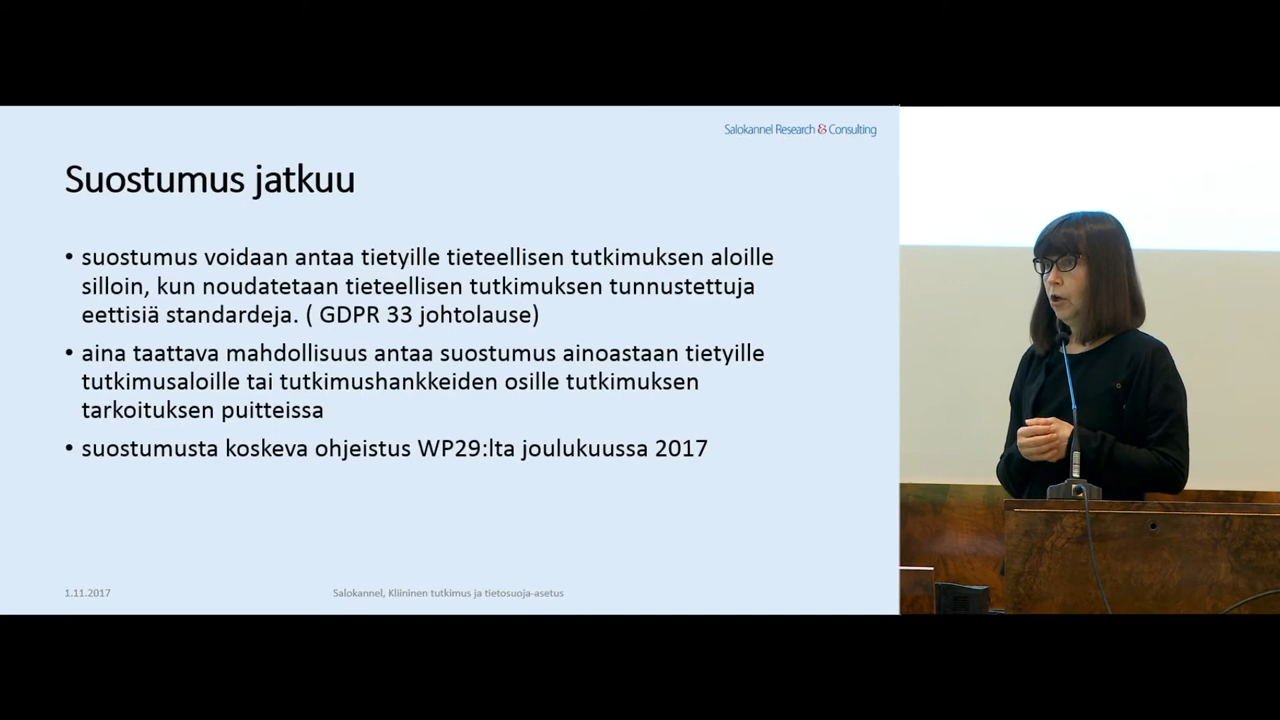 Salokannel Research & Consulting
Suostumus jatkuu
• suostumus voidaan antaa tietyille tieteellisen tutkimuksen aloille
silloin, kun noudatetaan tieteellisen tutkimuksen tunnustettuja
eettisiä standardeja. ( GDPR 33 johtolause)
• aina taattava mahdollisuus antaa suostumus ainoastaan tietyille
tutkimusaloille tai tutkimushankkeiden osille tutkimuksen
tarkoituksen puitteissa
• suostumusta koskeva ohjeistus WP29:lta joulukuussa 2017
1.11.2017
Salokannel, Kliininen tutkimus ja tietosuoja-asetus